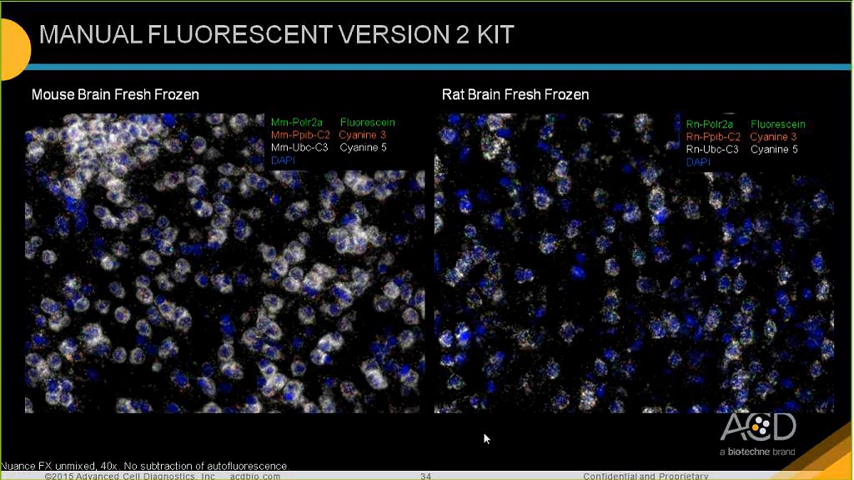 MANUAL FLUORESCENT VERSION 2 KIT
Mouse Brain Fresh Frozen
Mm-Polr2a Fluorescein
Mm-Ppib-C2 Cyanine 3
Mm-Ubc-C3 Cyanine 5
DAPI
Rat Brain Fresh Frozen
Rn-Polr2a Fluorescein
Rn-Ppib-C2 Cyanine 3
Rn-Ubc-C3 Cyanine 5
DAPI
ACD
a biotechne brand
Nuance FX unmixed, 40x. No subtraction of autofluorescence
©2015 Advanced Cell Diagnostics, Inc acdbio.com 34 Confidential and Proprietary